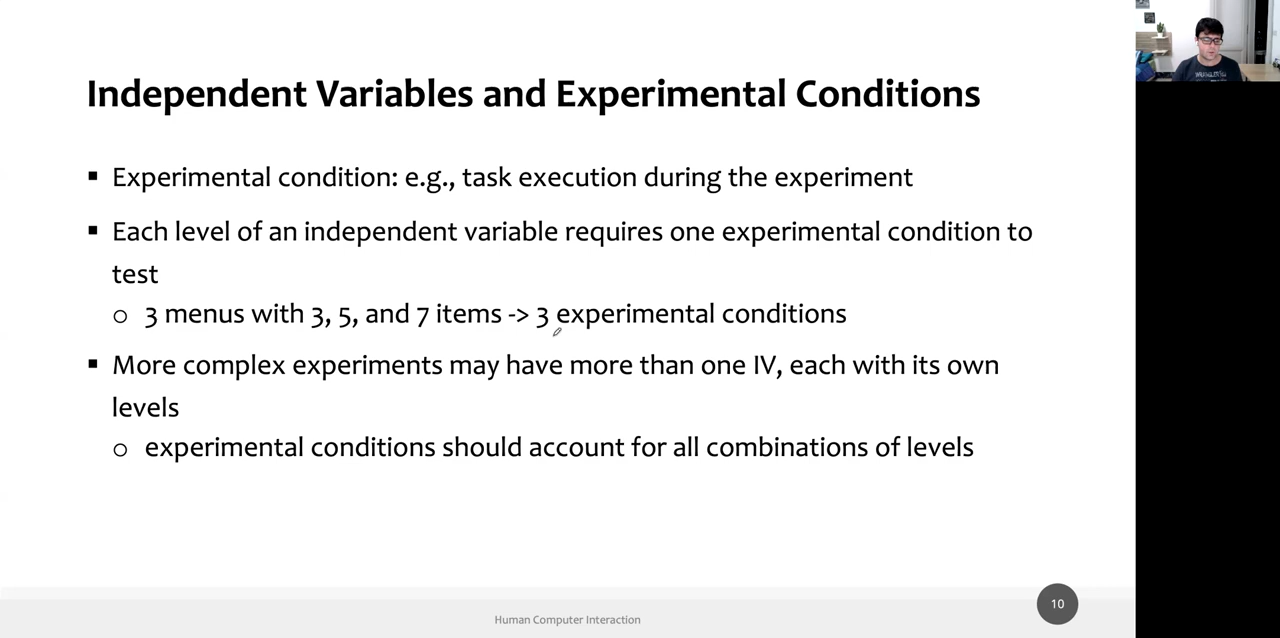 Independent Variables and Experimental Conditions
▪ Experimental condition: e.g., task execution during the experiment
▪ Each level of an independent variable requires one experimental condition to
test
o 3 menus with 3, 5, and 7 items -> 3 experimental conditions
▪ More complex experiments may have more than one IV, each with its own
levels
o experimental conditions should account for all combinations of levels
Human Computer Interaction
10